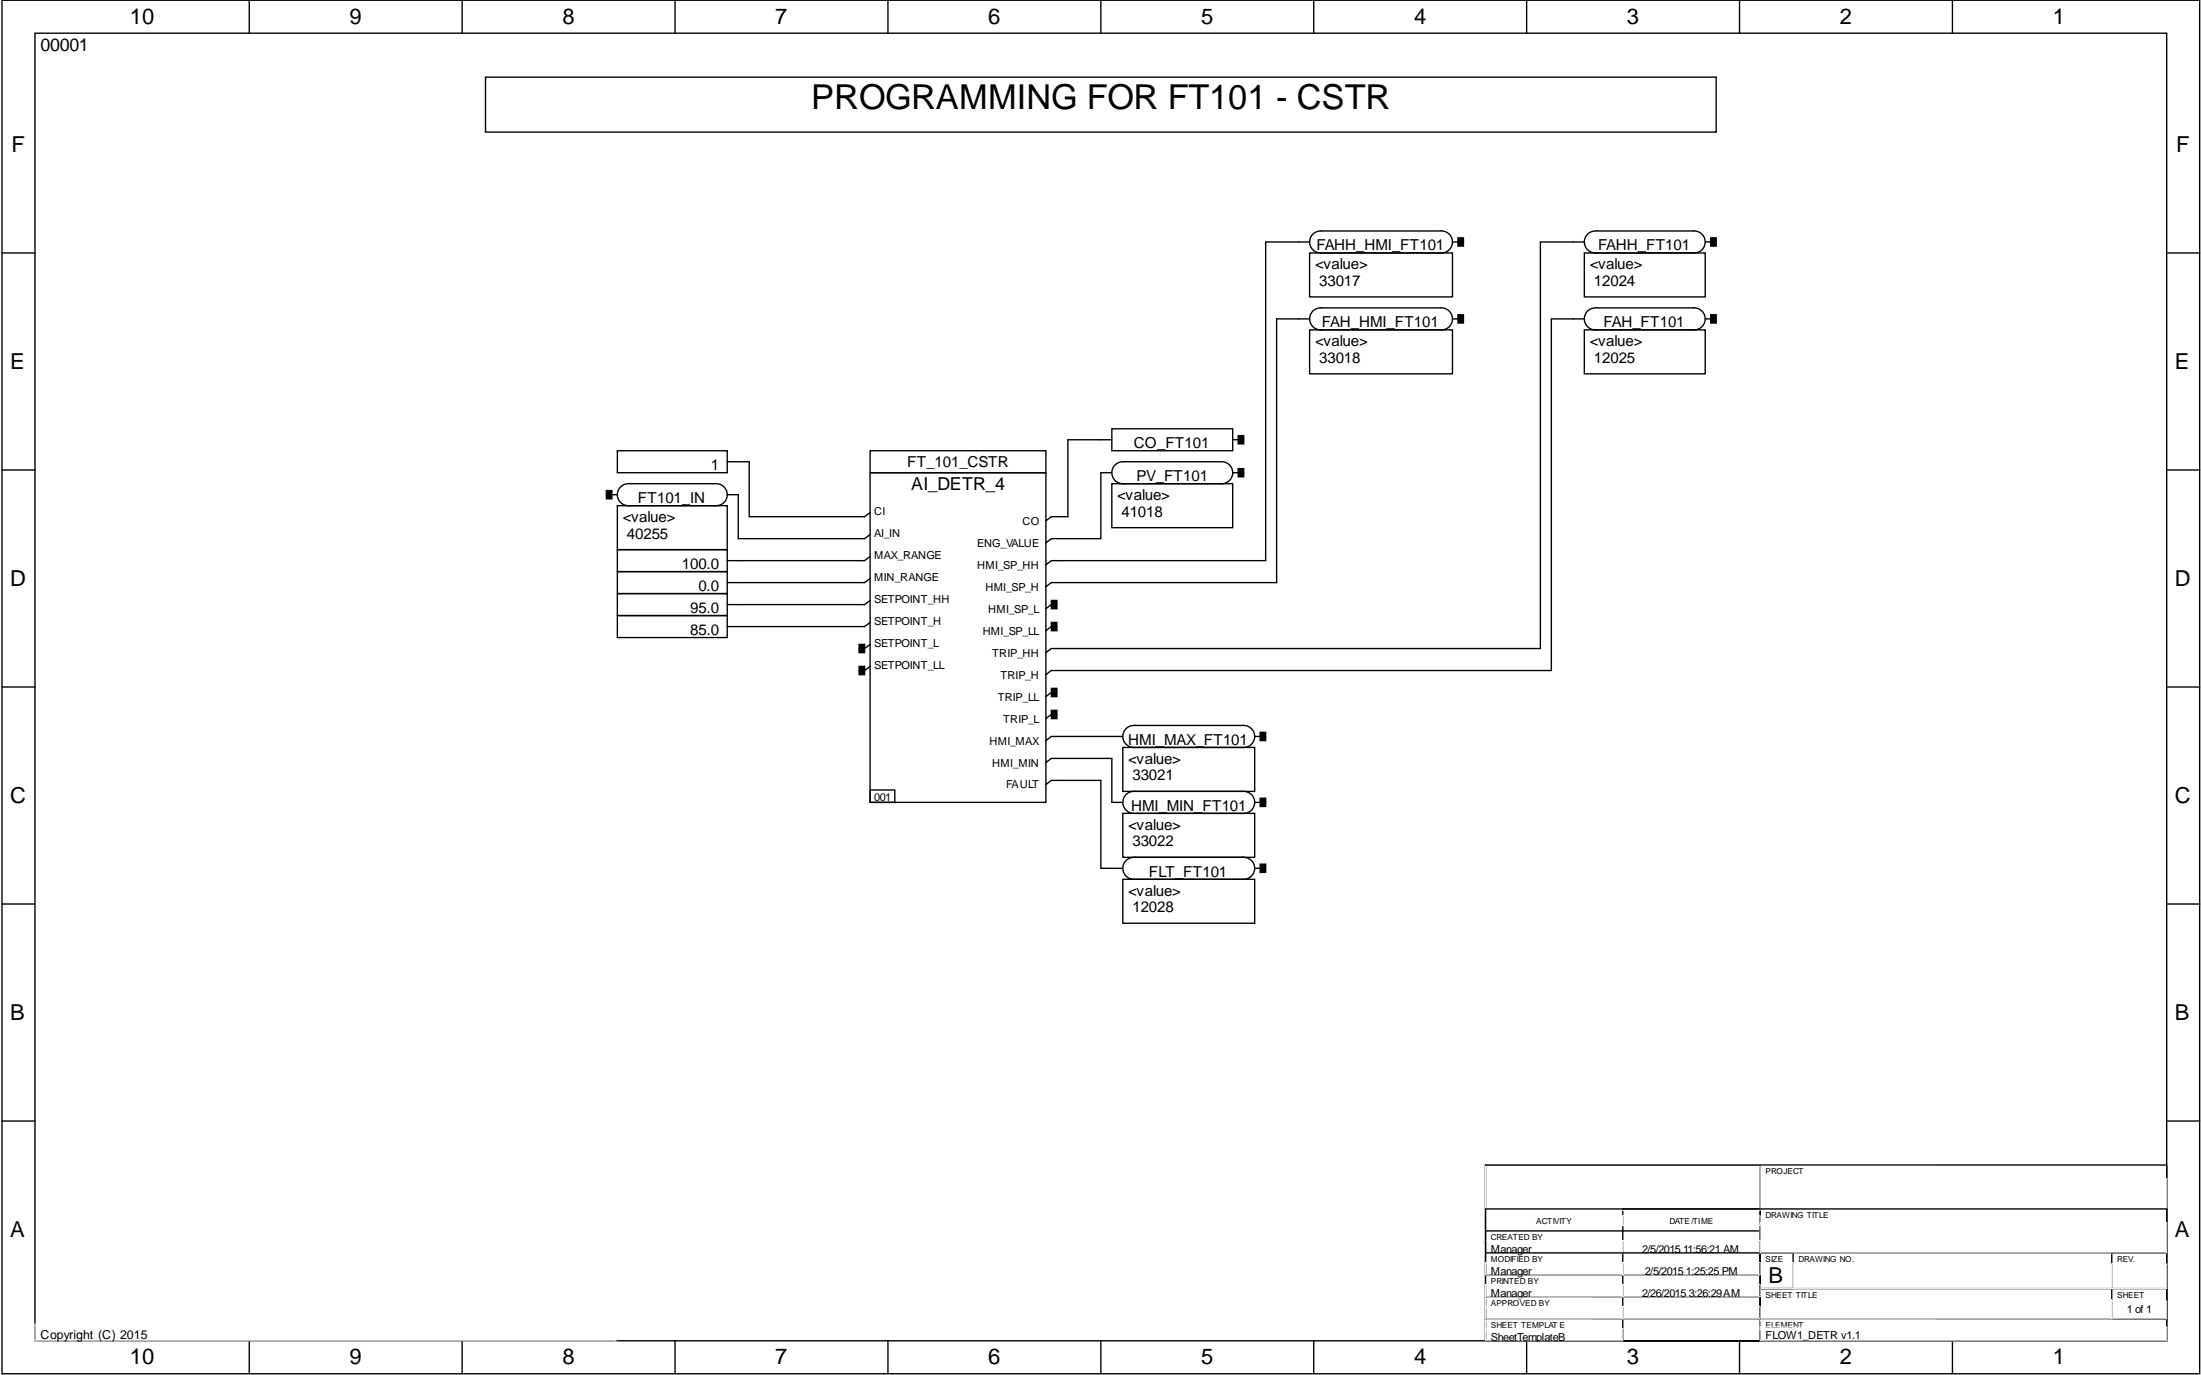 10 9 8 7 6 5 4 3 2 1
00001
PROGRAMMING FOR FT101 - CSTR
F F
E E
D D
C C
B B
A A
FAHH_HMI_FT101
<value>
33017
FAHH_FT101
<value>
12024
FAH_HMI_FT101
<value>
33018
FAH_FT101
<value>
12025
1
FT101_IN
<value>
40255
100.0
0.0
95.0
85.0
FT_101_CSTR
AI_DETR_4
CI
AI_IN
MAX_RANGE
MIN_RANGE
SETPOINT_HH
SETPOINT_H
SETPOINT_L
SETPOINT_LL
CO
ENG_VALUE
HMI_SP_HH
HMI_SP_H
HMI_SP_L
HMI_SP_LL
TRIP_HH
TRIP_H
TRIP_LL
TRIP_L
HMI_MAX
HMI_MIN
FAULT
001
CO_FT101
PV_FT101
<value>
41018
HMI_MAX_FT101
<value>
33021
HMI_MIN_FT101
<value>
33022
FLT_FT101
<value>
12028
PROJECT
ACTIVITY DATE/TIME
DRAWING TITLE
CREATED BY
Manager 2/5/2015 11:56:21 AM
MODIFIED BY
Manager 2/5/2015 1:25:25 PM
PRINTED BY
Manager 2/26/2015 3:26:29 AM
APPROVED BY
SHEET TEMPLATE
SheetTemplateB
SIZE
B
DRAWING NO.
REV.
SHEET TITLE
SHEET
1 of 1
ELEMENT
FLOW1_DETR v1.1
Copyright (C) 2015
10 9 8 7 6 5 4 3 2 1